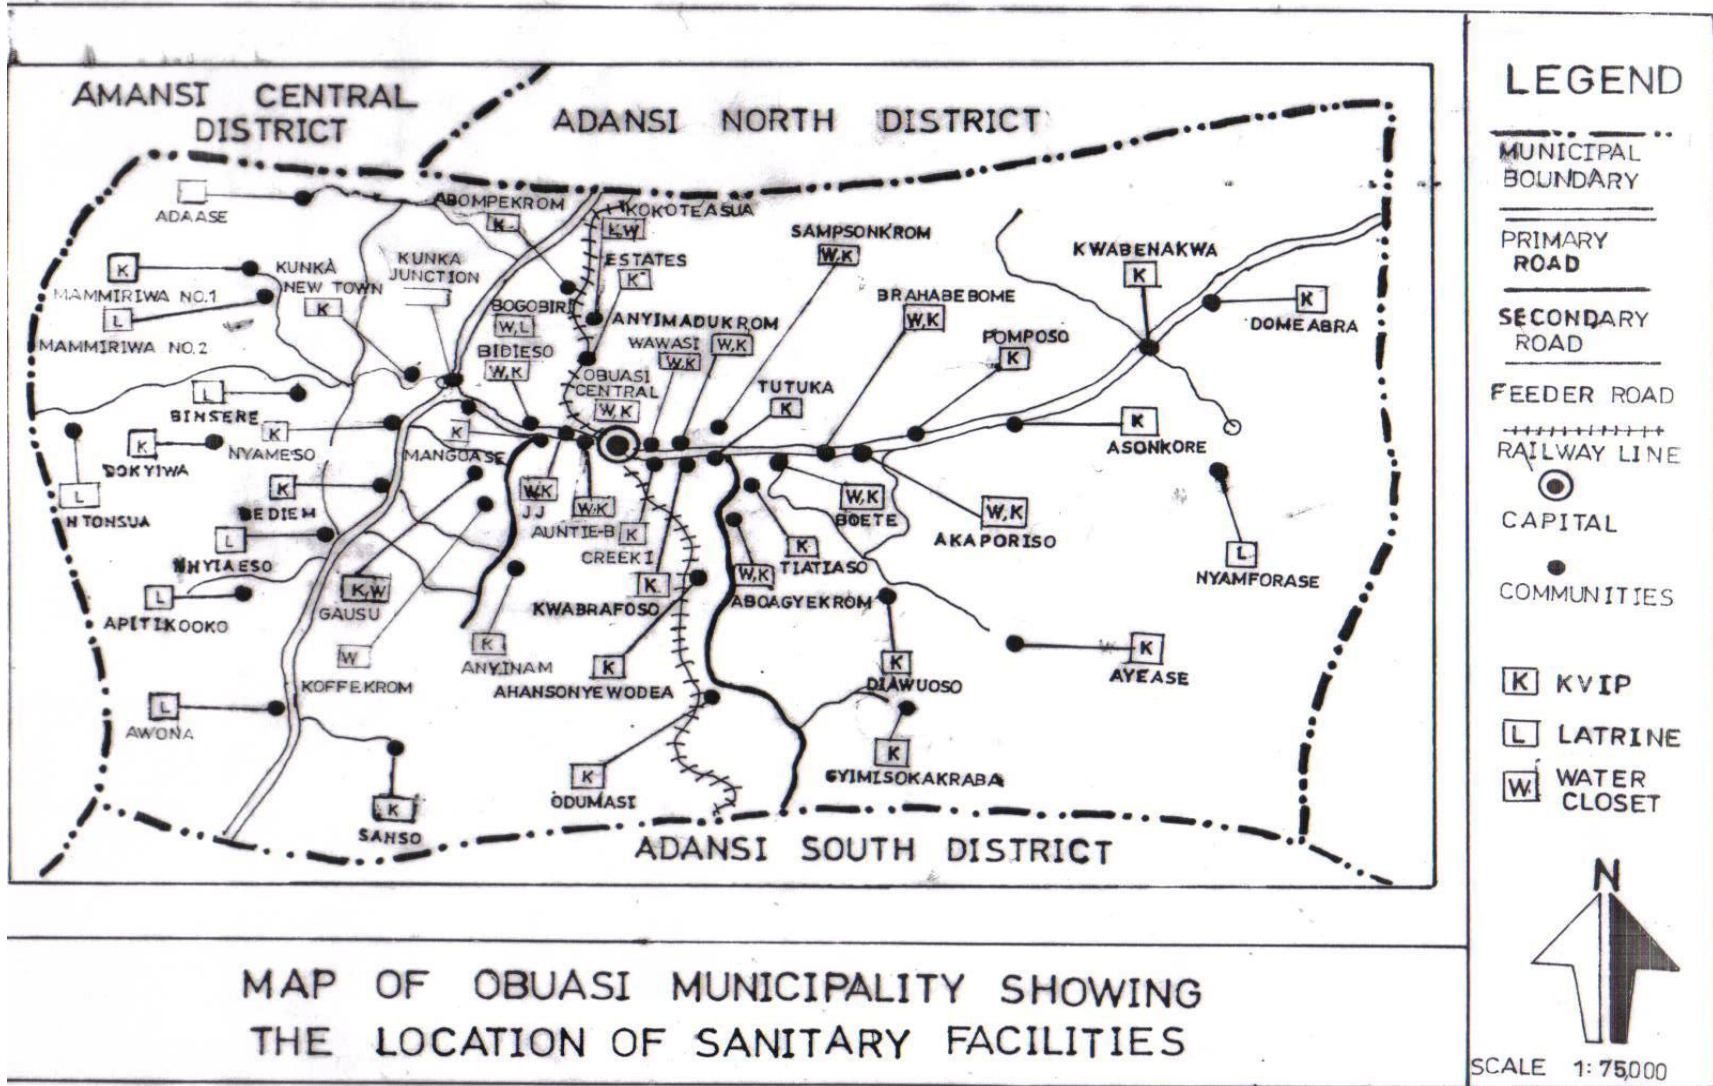 AMANSI CENTRAL
DISTRICT
ADANSI NORTH DISTRICT
ADAASE
ABOMPEKROM
K
KOKOTEASUA
K,W
SAMPSONKROM
W,K
KWABENAKWA
K
K
MAMMIRIWA NO.1
KUNKA
NEW TOWN
K
KUNKA
JUNCTION
ESTATES
K
BRAHABEBOME
W,K
K
DOMEABRA
L
MAMMIRIWA NO.2
BOGOBIRI
W,L
ANYIMADUKROM
W,K
WAWASI
W,K
POMPOSO
K
BIDIESO
W,K
OBUASI
CENTRAL
W,K
TUTUKA
K
L
BINSERE
K
NYAMESO
K
MANGOASE
K
ASONKORE
K
DOKYIWA
L
NTONSUA
K
BEDIEM
W,K
JJ
W,K
AUNTIE-B
K
CREEK I
W,K
BOETE
W,K
AKAPORISO
L
NHYIAESO
K
TIATIASO
L
NYAMFORASE
L
APITIKOOKO
K,W
GAUSU
K
KWABRAFOSO
W,K
ABOAGYEKROM
W
KOFFEKROM
K
ANYINAM
K
AHANSONYEWODEA
K
DIAWUOSO
K
AYEASE
L
AWONA
K
SANSO
K
ODUMASI
K
GYIMISOKAKRABA
ADANSI SOUTH DISTRICT
MAP OF OBUASI MUNICIPALITY SHOWING
THE LOCATION OF SANITARY FACILITIES
LEGEND
MUNICIPAL
BOUNDARY
PRIMARY
ROAD
SECONDARY
ROAD
FEEDER ROAD
RAILWAY LINE
CAPITAL
COMMUNITIES
K KVIP
L LATRINE
W WATER
CLOSET
N
SCALE 1:75,000